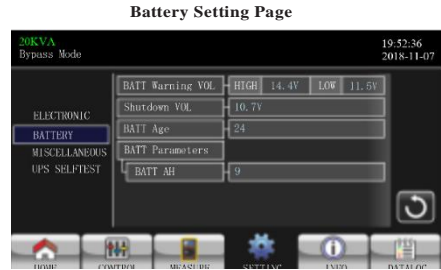 Battery Setting Page
20KVA
Bypass Mode
19:52:36
2018-11-07
ELECTRONIC
BATTERY
MISCELLANEOUS
UPS SELFTEST
BATT Warning VOL HIGH 14.4V LOW 11.5V
Shutdown VOL 10.7V
BATT Age 24
BATT Parameters
BATT AH 9
HOME CONTROL MEASURE SETTING INFO DATALOG